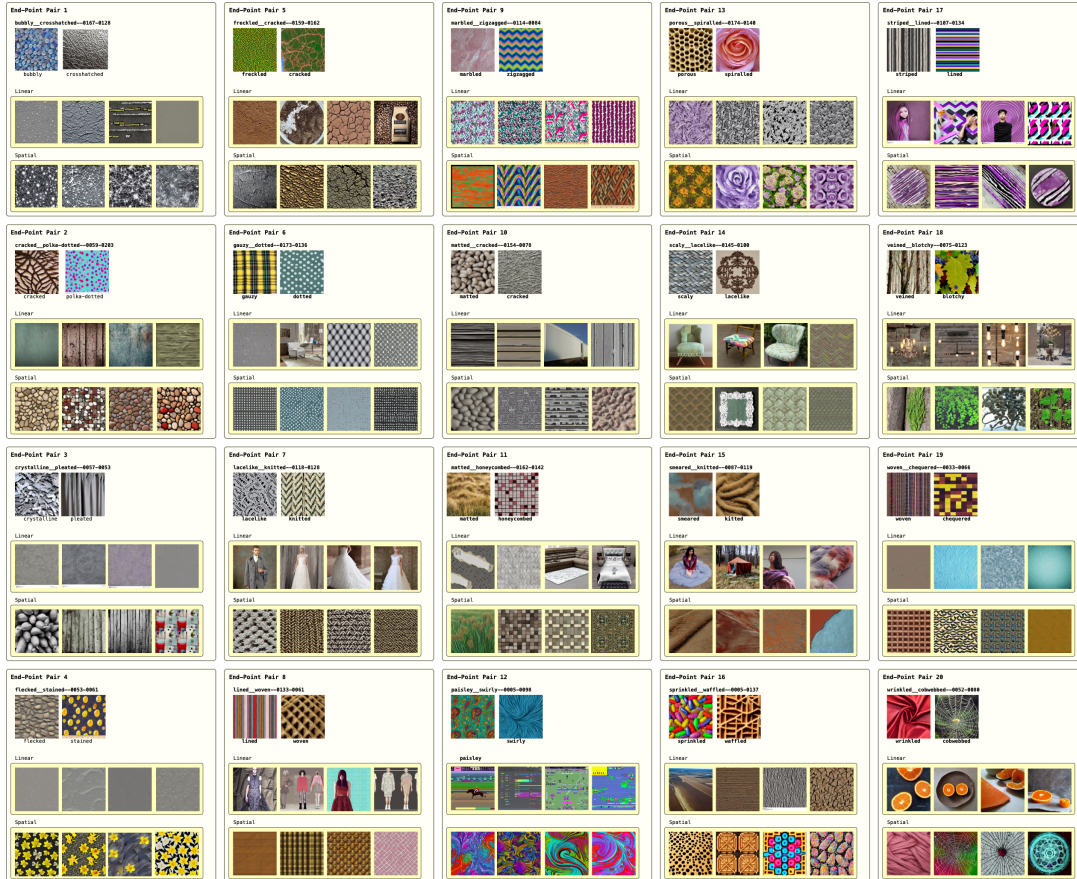 End-Point Pair 1
bubbly__crosshatched--0167-0128
bubbly
crosshatched
Linear
Spatial
End-Point Pair 5
freckled__cracked--0159-0162
freckled
cracked
Linear
Spatial
End-Point Pair 9
marbled__zigzagged--0114-0084
marbled
zigzagged
Linear
Spatial
End-Point Pair 13
porous__spiralled--0174-0140
porous
spiralled
Linear
Spatial
End-Point Pair 17
striped__lined--0107-0134
striped
lined
Linear
Spatial
End-Point Pair 2
cracked__polka-dotted--0059-0203
cracked
polka-dotted
Linear
Spatial
End-Point Pair 6
gauzy__dotted--0173-0136
gauzy
dotted
Linear
Spatial
End-Point Pair 10
matted__cracked--0154-0078
matted
cracked
Linear
Spatial
End-Point Pair 14
scaly__lacelike--0145-0100
scaly
lacelike
Linear
Spatial
End-Point Pair 18
veined__blotchy--0075-0123
veined
blotchy
Linear
Spatial
End-Point Pair 3
crystalline__pleated--0057-0053
crystalline
pleated
Linear
Spatial
End-Point Pair 7
lacelike__knitted--0118-0128
lacelike
knitted
Linear
Spatial
End-Point Pair 11
matted__honeycombed--0162-0142
matted
honeycombed
Linear
Spatial
End-Point Pair 15
smeared__knitted--0087-0119
smeared
kitted
Linear
Spatial
End-Point Pair 19
woven__chequered--0033-0066
woven
chequered
Linear
Spatial
End-Point Pair 4
flecked__stained--0053-0061
flecked
stained
Linear
Spatial
End-Point Pair 8
lined__woven--0133-0061
lined
woven
Linear
Spatial
End-Point Pair 12
paisley__swirly--0005-0098
swirly
paisley
Linear
Spatial
End-Point Pair 16
sprinkled__waffled--0005-0137
sprinkled
waffled
Linear
Spatial
End-Point Pair 20
wrinkled__cobwebbed--0052-0080
wrinkled
cobwebbed
Linear
Spatial